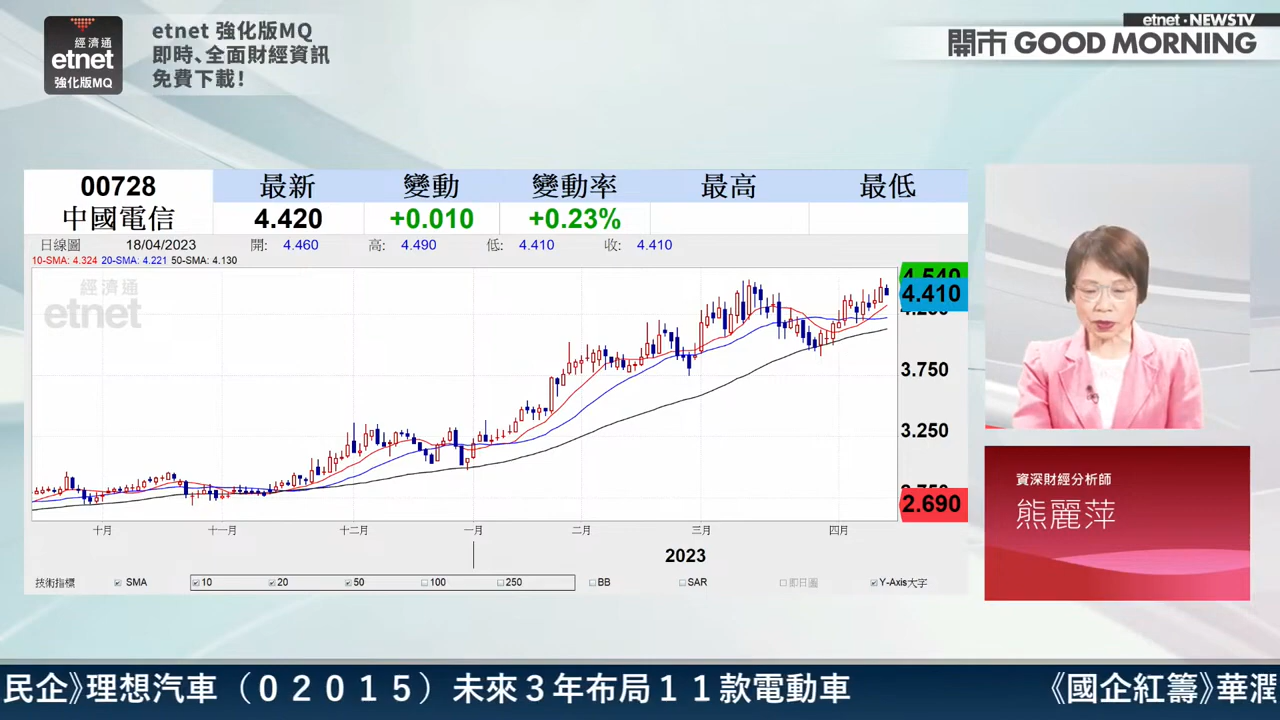 經濟通
etnet
強化版MQ
etnet 強化版MQ
即時、全面財經資訊
免費下載!
etnet · NEWSTV
開市 GOOD MORNING
00728 最新 變動 變動率 最高 最低
中國電信 4.420 +0.010 +0.23%
日線圖 18/04/2023 開: 4.460 高: 4.490 低: 4.410 收: 4.410
10-SMA: 4.324 20-SMA: 4.221 50-SMA: 4.130
經濟通
etnet
4.540
4.410
3.750
3.250
2.690
十月 十一月 十二月 一月 二月 三月 四月
2023
技術指標 SMA 10 20 50 100 250 BB SAR 即日圖 Y-Axis大字
資深財經分析師
熊麗萍
民企》理想汽車（０２０１５）未來３年布局１１款電動車 《國企紅籌》華潤